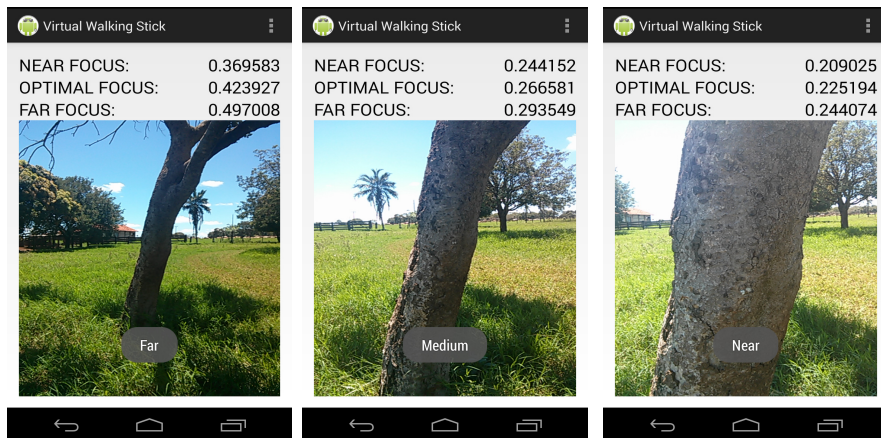 Virtual Walking Stick
NEAR FOCUS: 0.369583
OPTIMAL FOCUS: 0.423927
FAR FOCUS: 0.497008
Far
Virtual Walking Stick
NEAR FOCUS: 0.244152
OPTIMAL FOCUS: 0.266581
FAR FOCUS: 0.293549
Medium
Virtual Walking Stick
NEAR FOCUS: 0.209025
OPTIMAL FOCUS: 0.225194
FAR FOCUS: 0.244074
Near